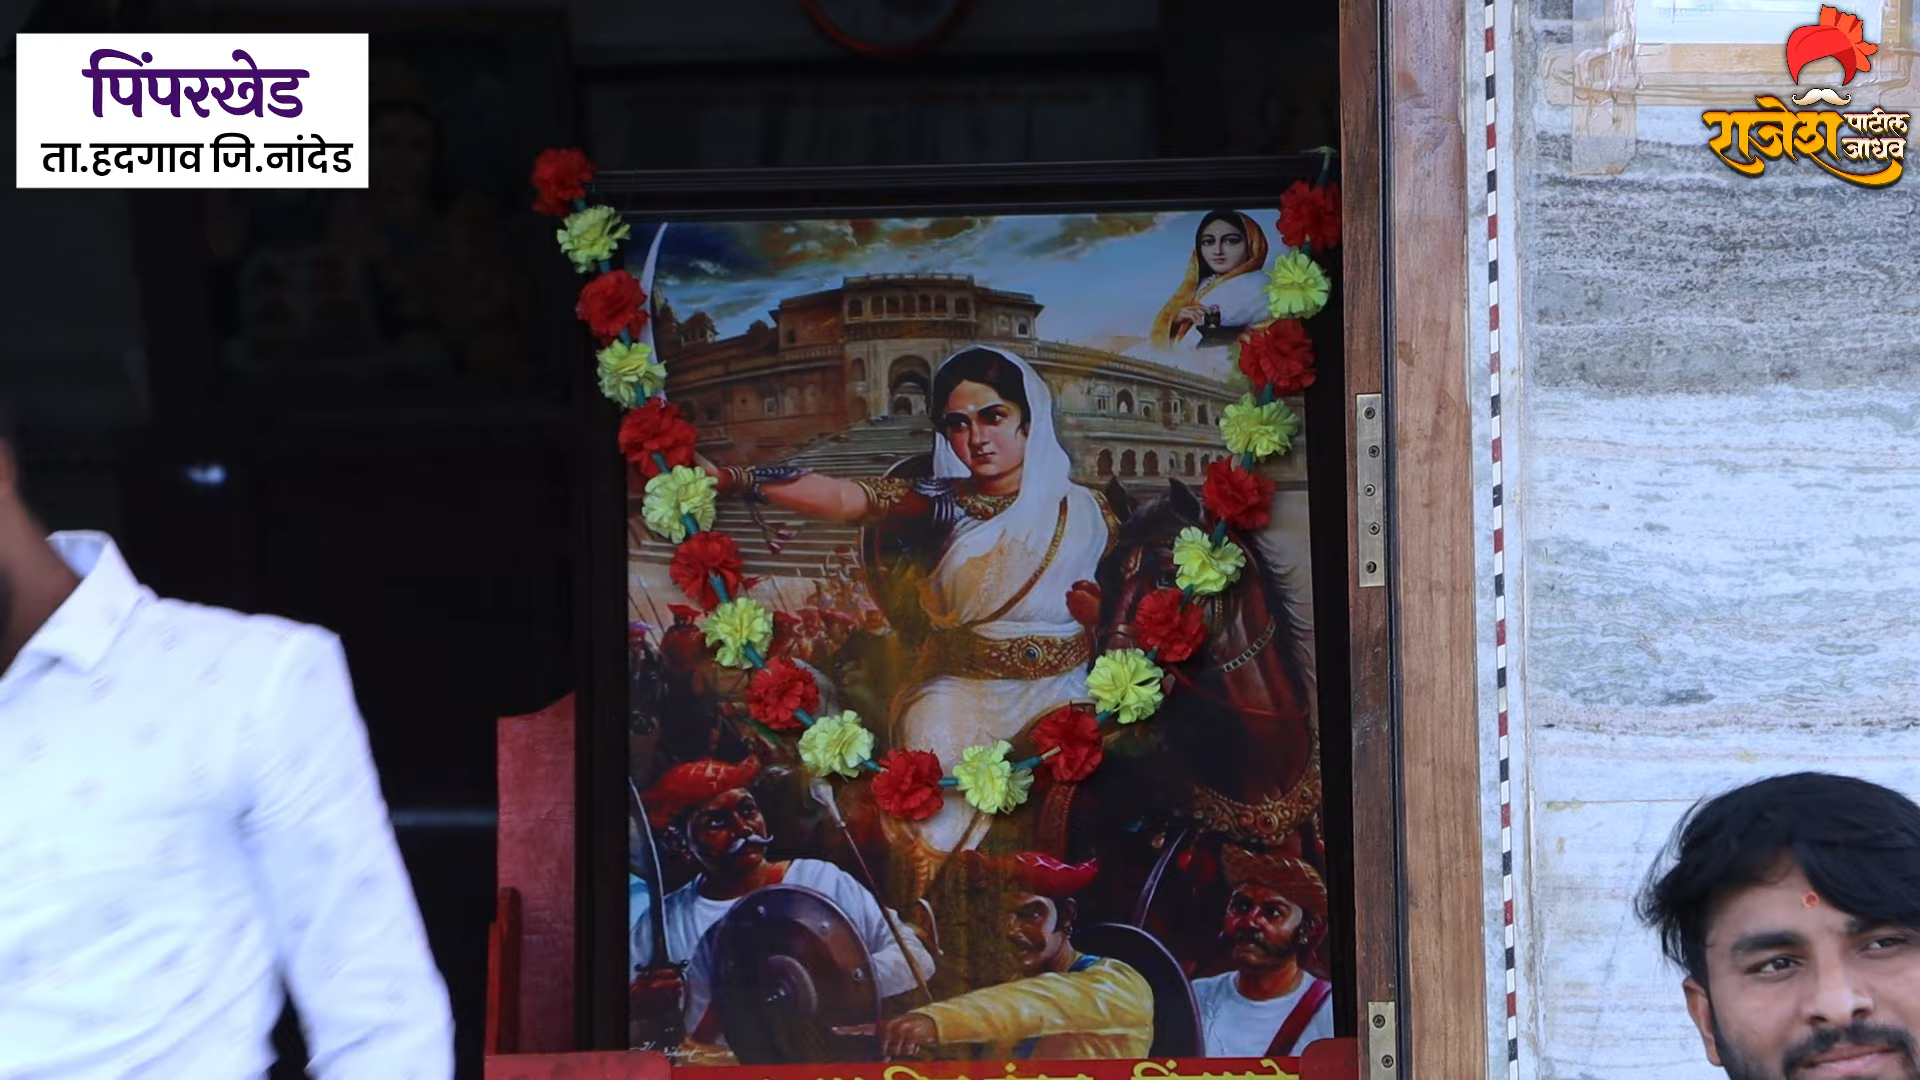 पिंपरखेड
ता.हदगाव जि.नांदेड
राजेश पाटील
जाधव